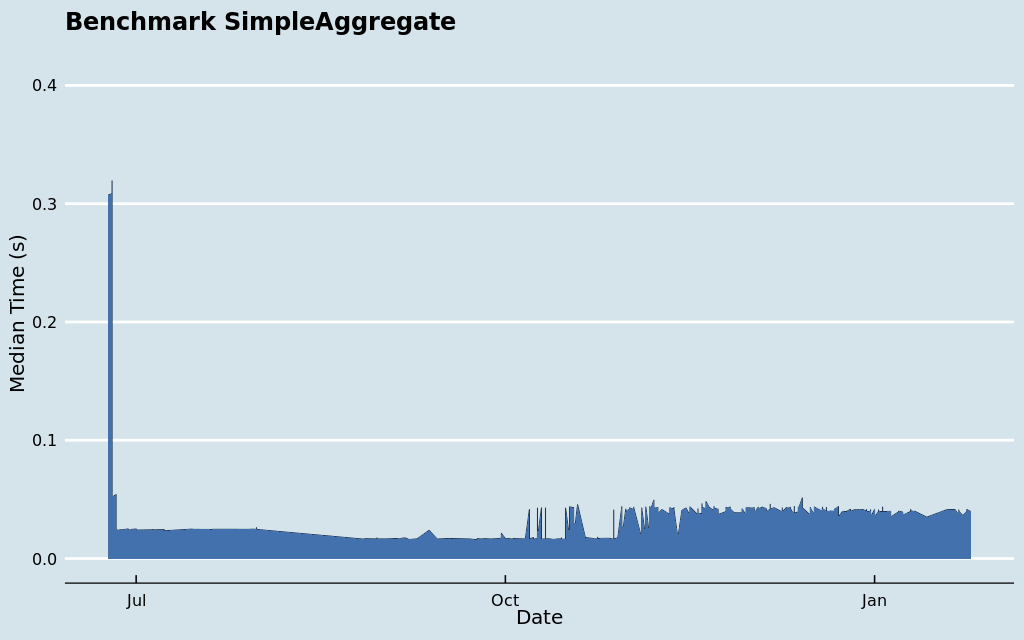 Benchmark SimpleAggregate
0.4
0.3
0.2
0.1
0.0
Median Time (s)
Jul
Oct
Jan
Date